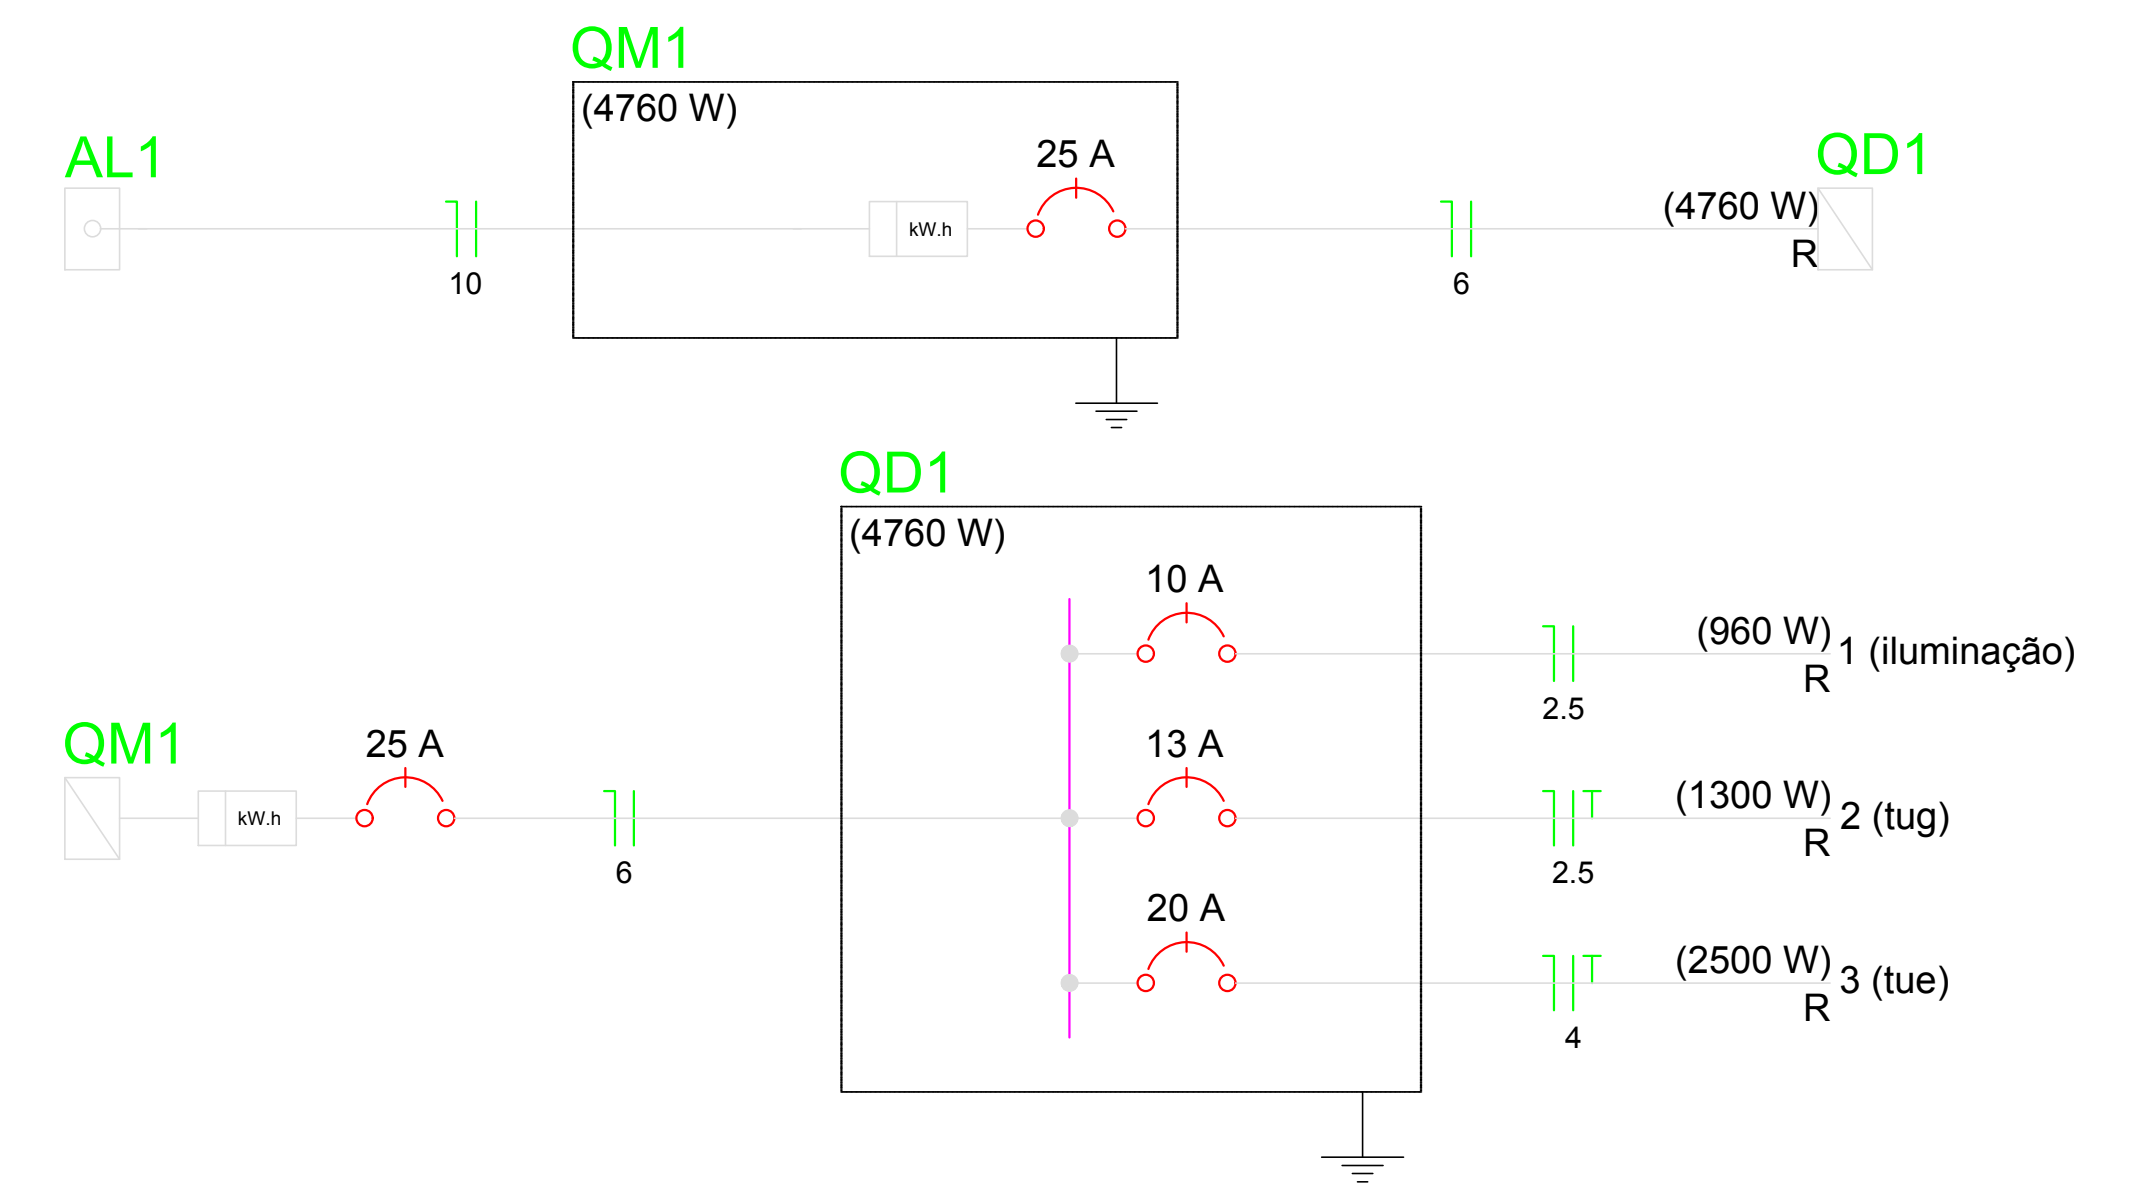 QM1
(4760 W)
25 A
AL1
QD1
(4760 W)
kW.h
R
10
6
QD1
(4760 W)
10 A
(960 W)
1 (iluminação)
R
2.5
QM1
25 A
13 A
(1300 W)
2 (tug)
kW.h
R
6
2.5
20 A
(2500 W)
3 (tue)
R
4